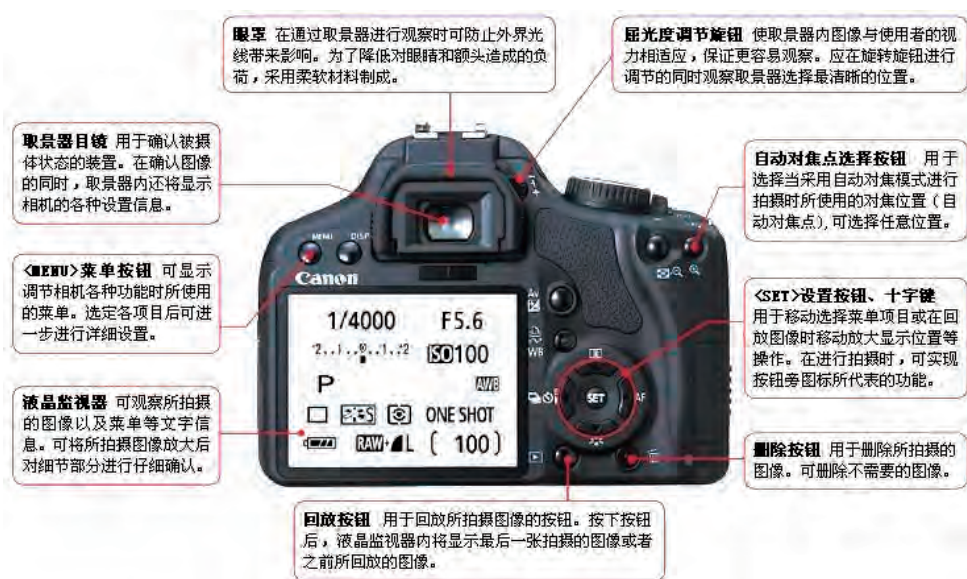 眼罩 在通过取景器进行观察时可防止外界光
线带来影响。为了降低对眼睛和额头造成的负
荷，采用柔软材料制成。
屈光度调节旋钮 使取景器内图像与使用者的视
力相适应，保证更容易观察。应在旋转旋钮进行
调节的同时观察取景器选择最清晰的位置。
取景器目镜 用于确认被摄
体状态的装置。在确认图像
的同时，取景器内还将显示
相机的各种设置信息。
自动对焦点选择按钮 用于
选择当采用自动对焦模式进行
拍摄时所使用的对焦位置（自
动对焦点），可选择任意位置。
<MENU>菜单按钮 可显示
调节相机各种功能时所使用
的菜单。选定各项目后可进
一步进行详细设置。
<SET>设置按钮、十字键
用于移动选择菜单项目或在回
放图像时移动放大显示位置等
操作。在进行拍摄时，可实现
按钮旁图标所代表的功能。
液晶监视器 可观察所拍摄
的图像以及菜单等文字信
息。可将所拍摄图像放大后
对细节部分进行仔细确认。
删除按钮 用于删除所拍摄的
图像。可删除不需要的图像。
回放按钮 用于回放所拍摄图像的按钮。按下按钮
后，液晶监视器内将显示最后一张拍摄的图像或者
之前所回放的图像。
MENU DISP
Canon
1/4000 F5.6
-2..1..0..1.:2 ISO100
P AWB
ONE SHOT
RAW+L [ 100 ]
Av
WB
SET AF